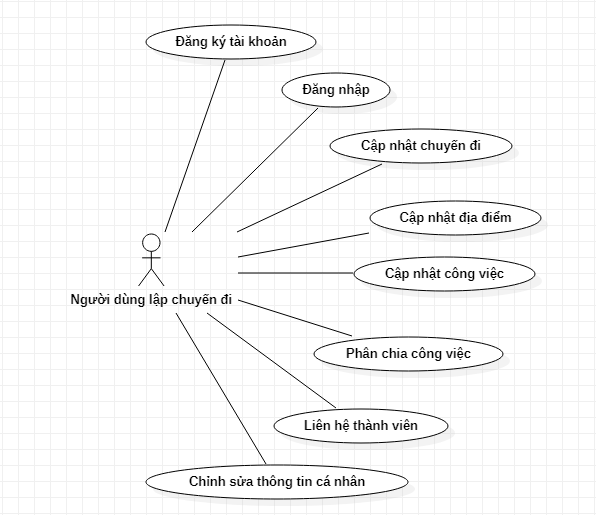 Đăng ký tài khoản
Đăng nhập
Cập nhật chuyến đi
Cập nhật địa điểm
Cập nhật công việc
Người dùng lập chuyến đi
Phân chia công việc
Liên hệ thành viên
Chỉnh sửa thông tin cá nhân